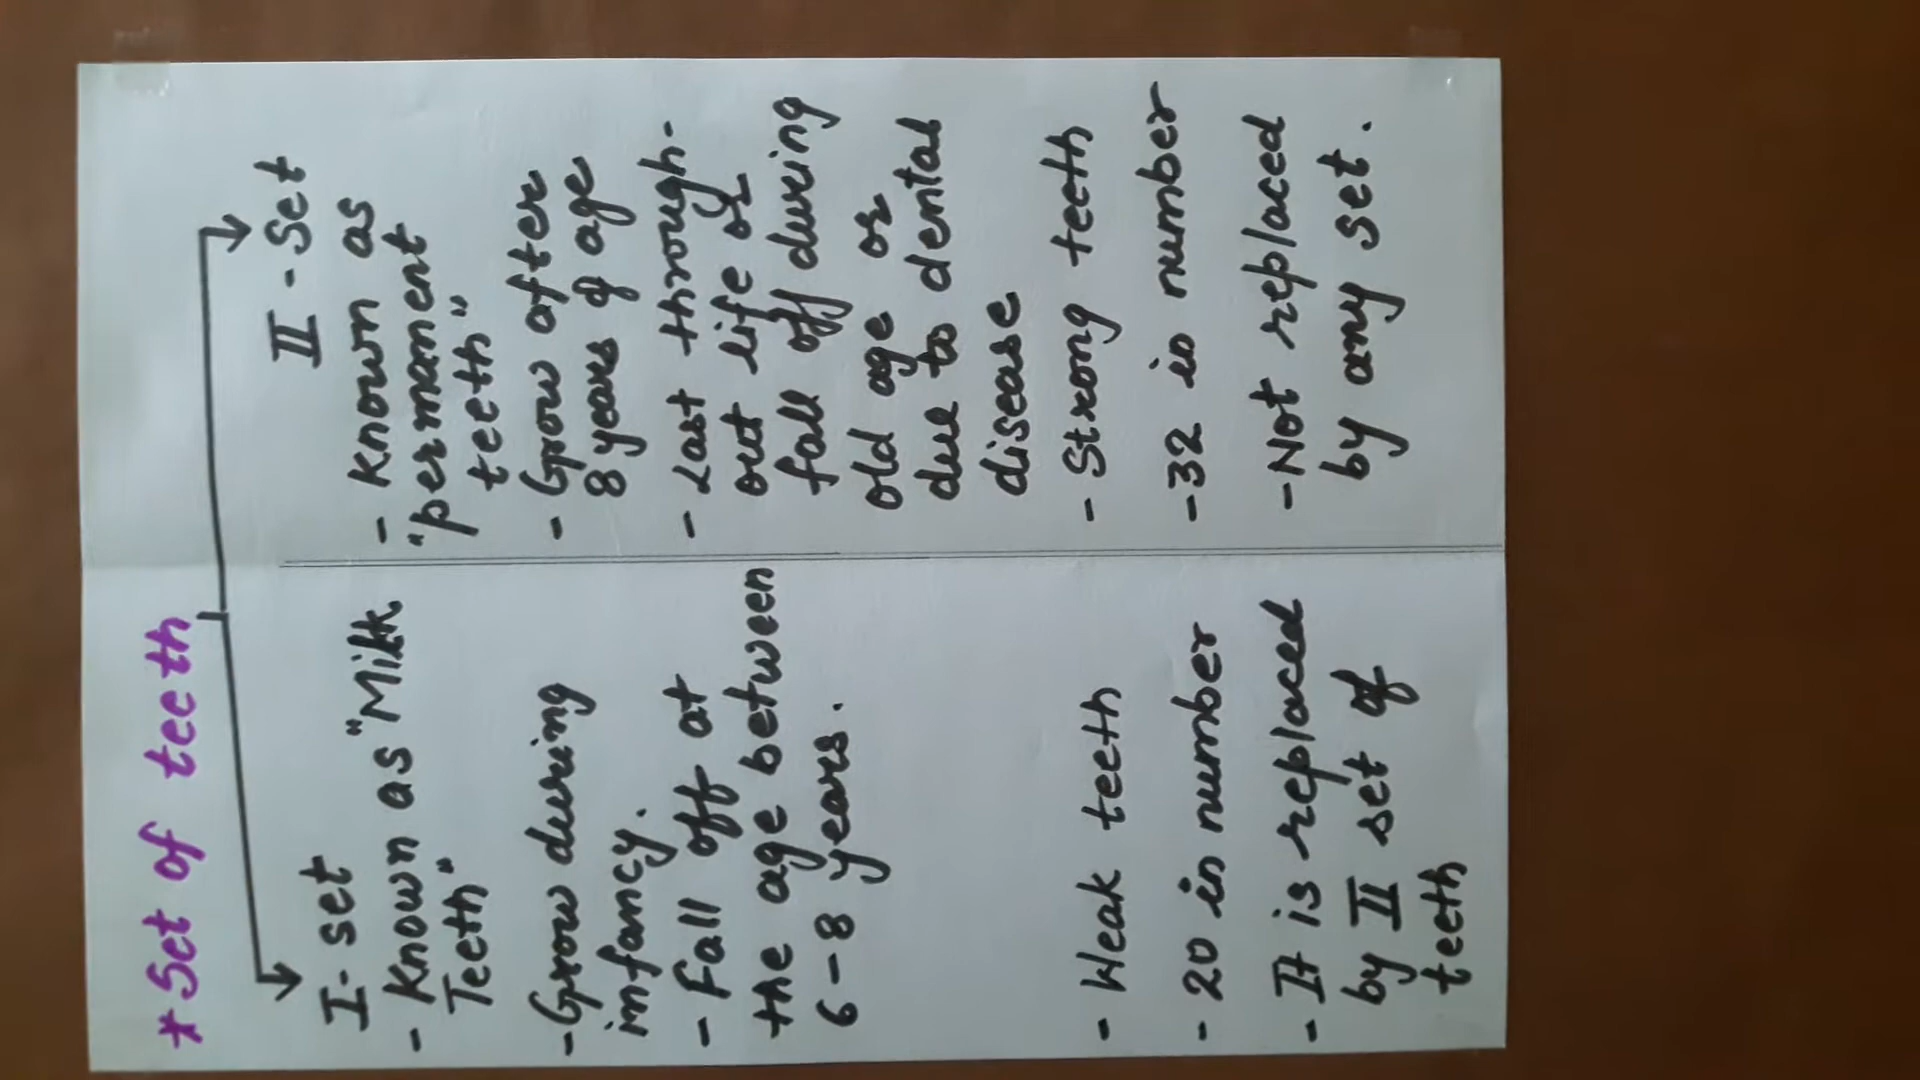 * Set of teeth
I - set
- Known as "Milk
Teeth"
- Grow during
infancy.
- Fall off at
the age between
6 - 8 years.
- Weak teeth
- 20 in number
- It is replaced
by II set of
teeth
II - Set
- Known as
"permanent
teeth"
- Grow after
8 years of age
- Last through-
out life or
fall off during
old age or
due to dental
disease
- Strong teeth
- 32 in number
- Not replaced
by any set.